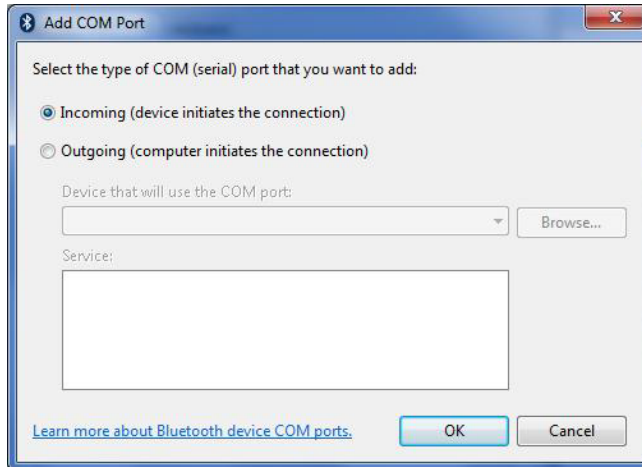 Add COM Port
Select the type of COM (serial) port that you want to add:
Incoming (device initiates the connection)
Outgoing (computer initiates the connection)
Device that will use the COM port:
Browse...
Service:
Learn more about Bluetooth device COM ports.
OK
Cancel